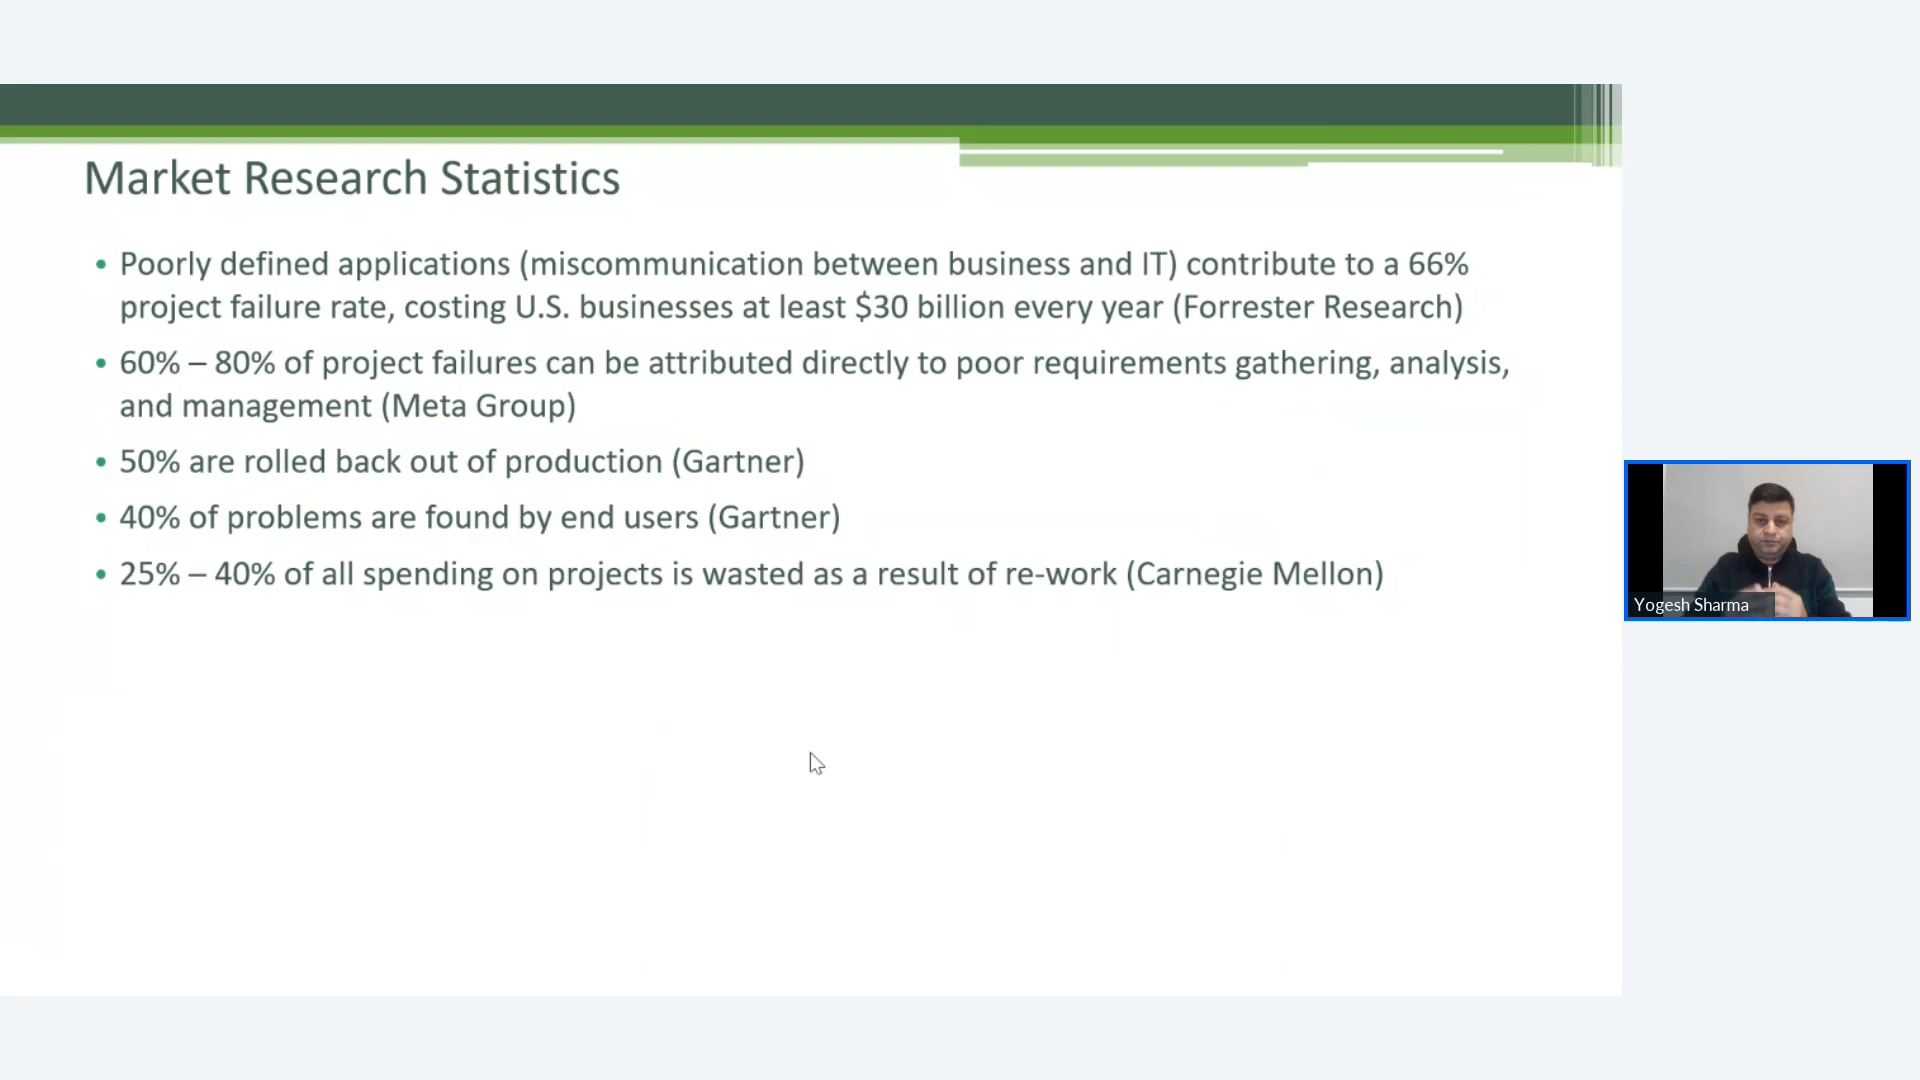 Market Research Statistics
• Poorly defined applications (miscommunication between business and IT) contribute to a 66%
project failure rate, costing U.S. businesses at least $30 billion every year (Forrester Research)
• 60% – 80% of project failures can be attributed directly to poor requirements gathering, analysis,
and management (Meta Group)
• 50% are rolled back out of production (Gartner)
• 40% of problems are found by end users (Gartner)
• 25% – 40% of all spending on projects is wasted as a result of re-work (Carnegie Mellon)
Yogesh Sharma